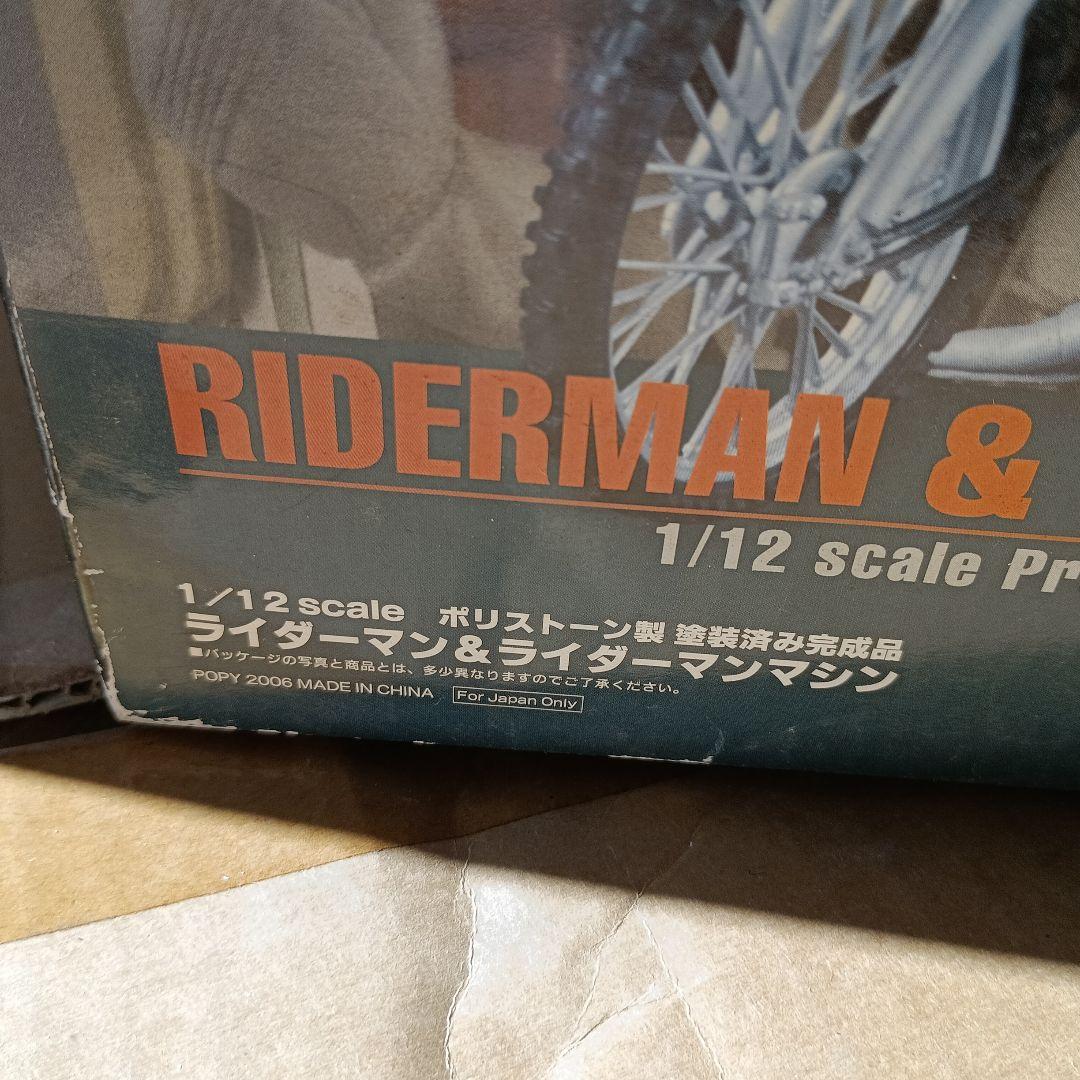 RIDERMAN &
1/12 scale Pr
1/12 scale ポリストーン製 塗装済み完成品
ライダーマン&ライダーマンマシン
■パッケージの写真と商品とは、多少異なりますのでご了承ください。
POPY 2006 MADE IN CHINA For Japan Only